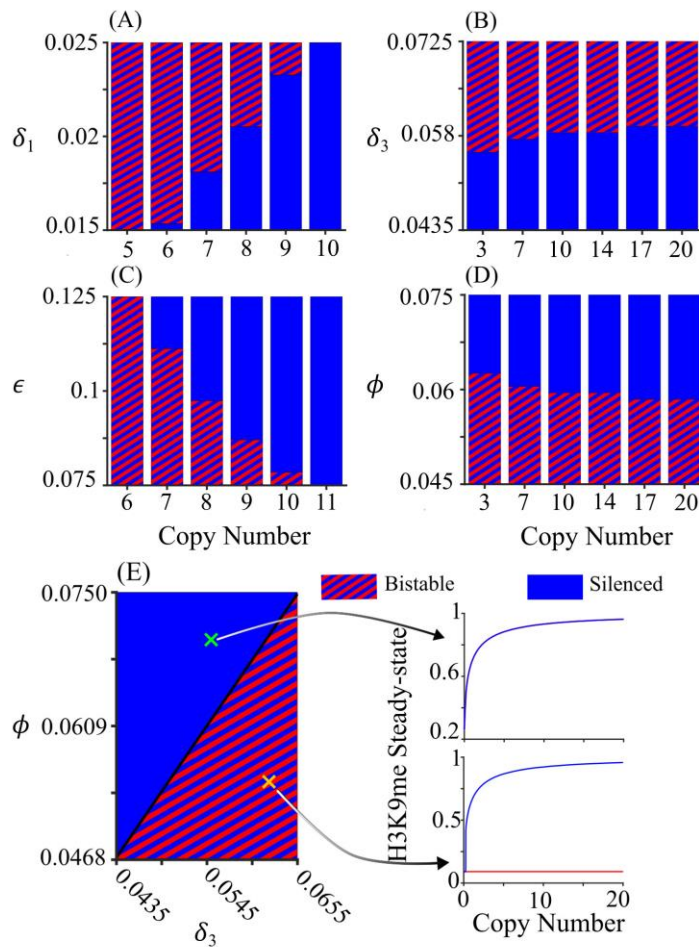 (A)
0.025
δ1
0.02
0.015
5 6 7 8 9 10
(B)
0.0725
δ3
0.058
0.0435
3 7 10 14 17 20
(C)
0.125
ϵ
0.1
0.075
6 7 8 9 10 11
Copy Number
(D)
0.075
ϕ
0.06
0.045
3 7 10 14 17 20
Copy Number
(E)
Bistable
Silenced
0.0750
ϕ
0.0609
0.0468
0.0435
0.0545
0.0655
δ3
H3K9me Steady-state
1
0.6
0.2
1
0.5
0
0 10 20
Copy Number